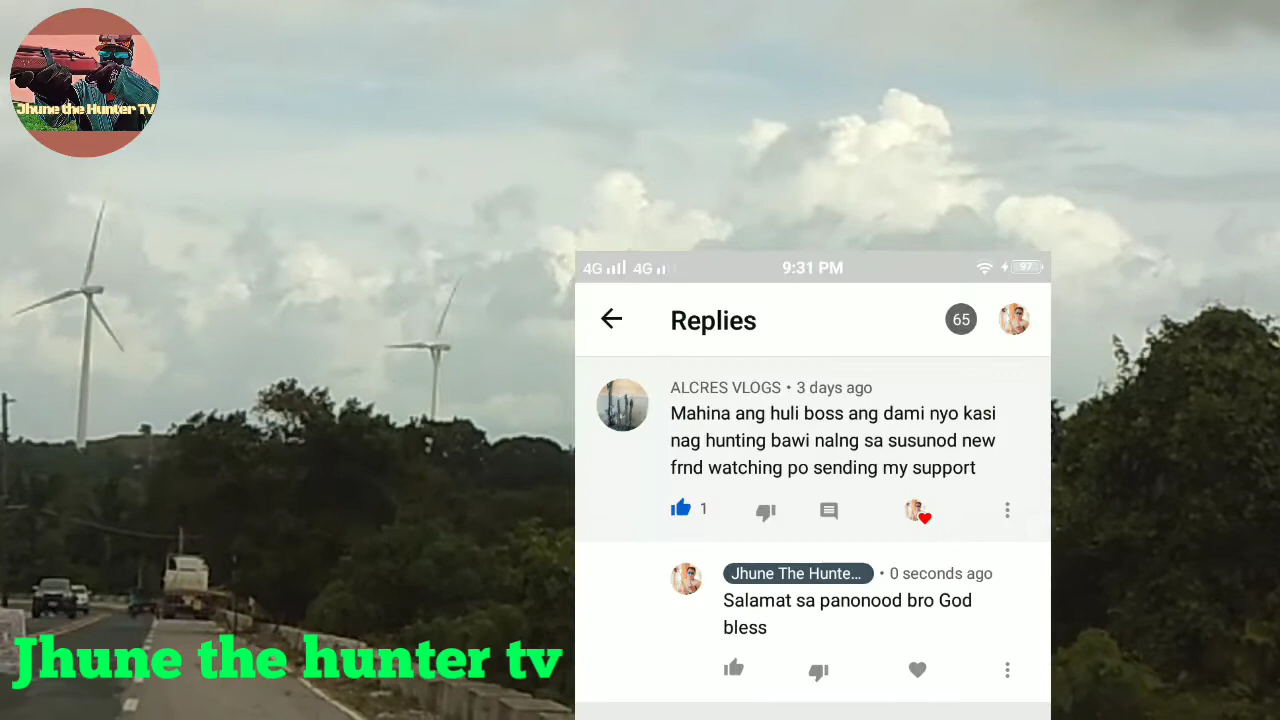 Jhune the Hunter TV
4G 4G 9:31 PM 97
Replies 65
ALCRES VLOGS • 3 days ago
Mahina ang huli boss ang dami nyo kasi
nag hunting bawi nalng sa susunod new
frnd watching po sending my support
1
Jhune The Hunte... • 0 seconds ago
Salamat sa panonood bro God
bless
Jhune the hunter tv